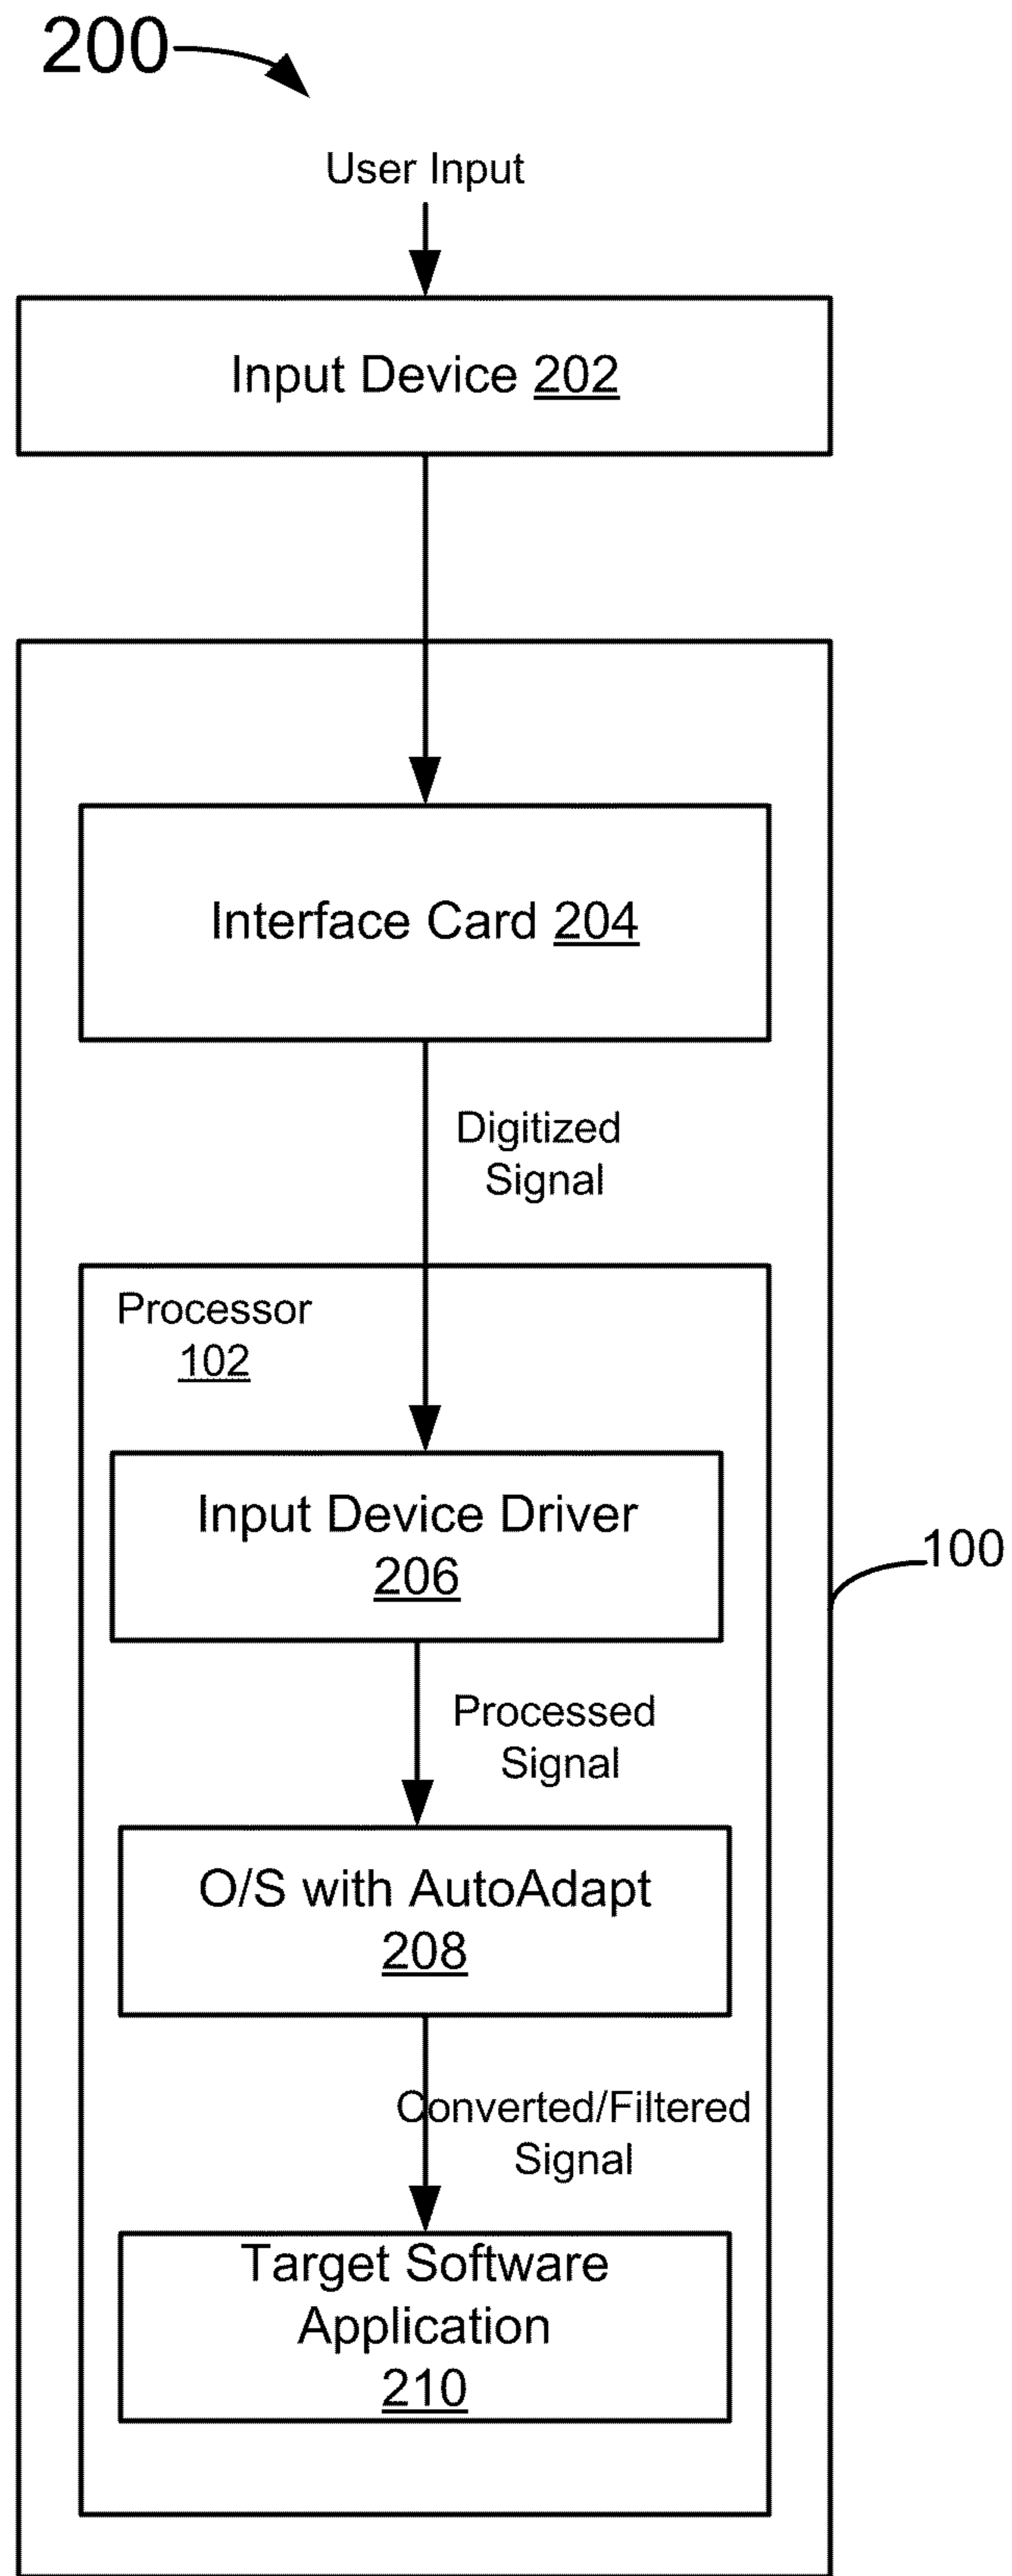 200
User Input
Input Device 202
Interface Card 204
Digitized
Signal
Processor
102
Input Device Driver
206
100
Processed
Signal
O/S with AutoAdapt
208
Converted/Filtered
Signal
Target Software
Application
210